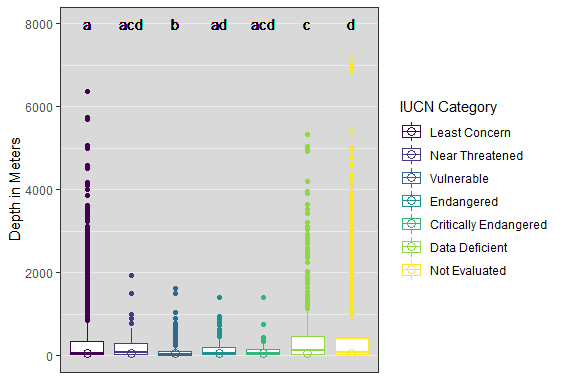 8000
6000
4000
2000
0
Depth in Meters
a acd b ad acd c d
IUCN Category
Least Concern
Near Threatened
Vulnerable
Endangered
Critically Endangered
Data Deficient
Not Evaluated